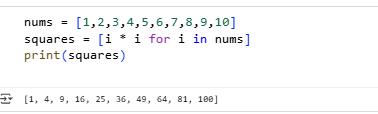 nums = [1,2,3,4,5,6,7,8,9,10]
squares = [i * i for i in nums]
print(squares)
[1, 4, 9, 16, 25, 36, 49, 64, 81, 100]